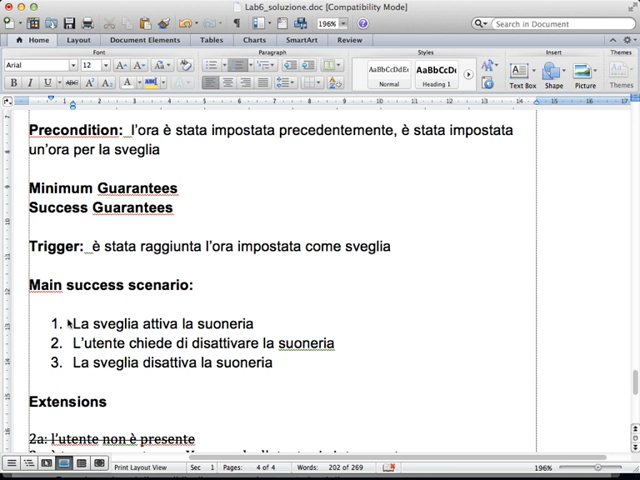 Lab6_soluzione.doc [Compatibility Mode]
196%
Search in Document
Home Layout Document Elements Tables Charts SmartArt Review
Font Paragraph Styles Insert Themes
Arial 12
AaBbCcDdEe AaBbCcDc
Normal Heading 1 Text Box Shape Picture
Precondition: l'ora è stata impostata precedentemente, è stata impostata
un'ora per la sveglia
Minimum Guarantees
Success Guarantees
Trigger: è stata raggiunta l'ora impostata come sveglia
Main success scenario:
1. La sveglia attiva la suoneria
2. L'utente chiede di disattivare la suoneria
3. La sveglia disattiva la suoneria
Extensions
2a: l'utente non è presente
Print Layout View Sec 1 Pages: 4 of 4 Words: 202 of 269 196%